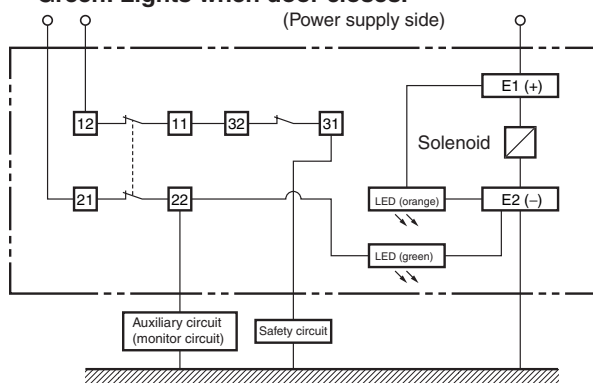 Green: Lights when door closes.
(Power supply side)
E1 (+)
12
11
32
31
Solenoid
21
22
LED (orange)
E2 (–)
LED (green)
Auxiliary circuit
(monitor circuit)
Safety circuit